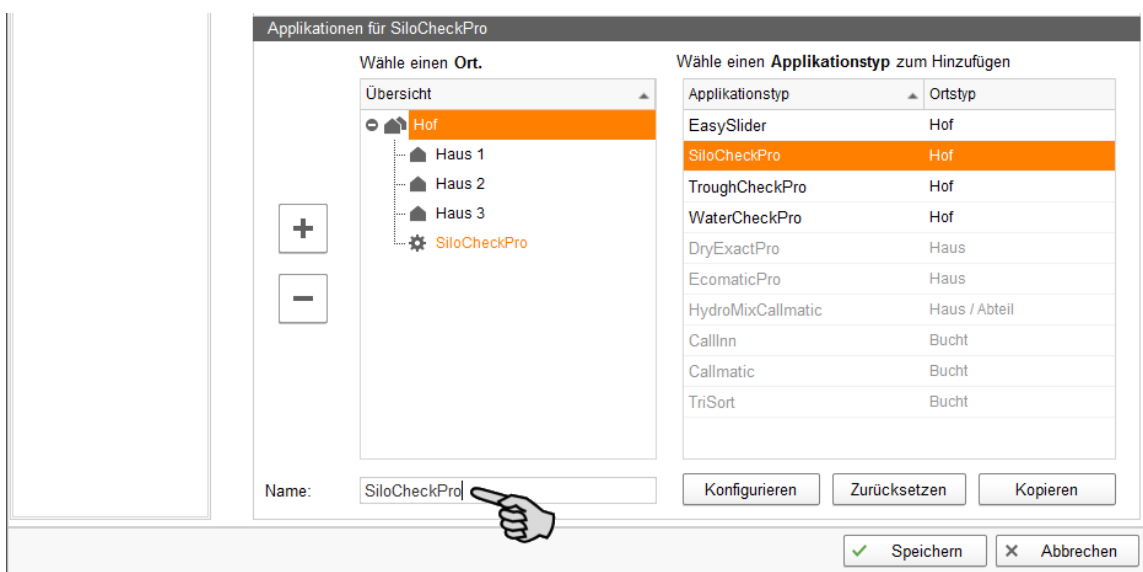 Applikationen für SiloCheckPro
Wähle einen Ort.
Wähle einen Applikationstyp zum Hinzufügen
Übersicht
Applikationstyp Ortstyp
Hof
Haus 1
Haus 2
Haus 3
SiloCheckPro
EasySlider Hof
SiloCheckPro Hof
TroughCheckPro Hof
WaterCheckPro Hof
DryExactPro Haus
EcomaticPro Haus
HydroMixCallmatic Haus / Abteil
CallInn Bucht
Callmatic Bucht
TriSort Bucht
Name: SiloCheckPro
Konfigurieren Zurücksetzen Kopieren
Speichern Abbrechen